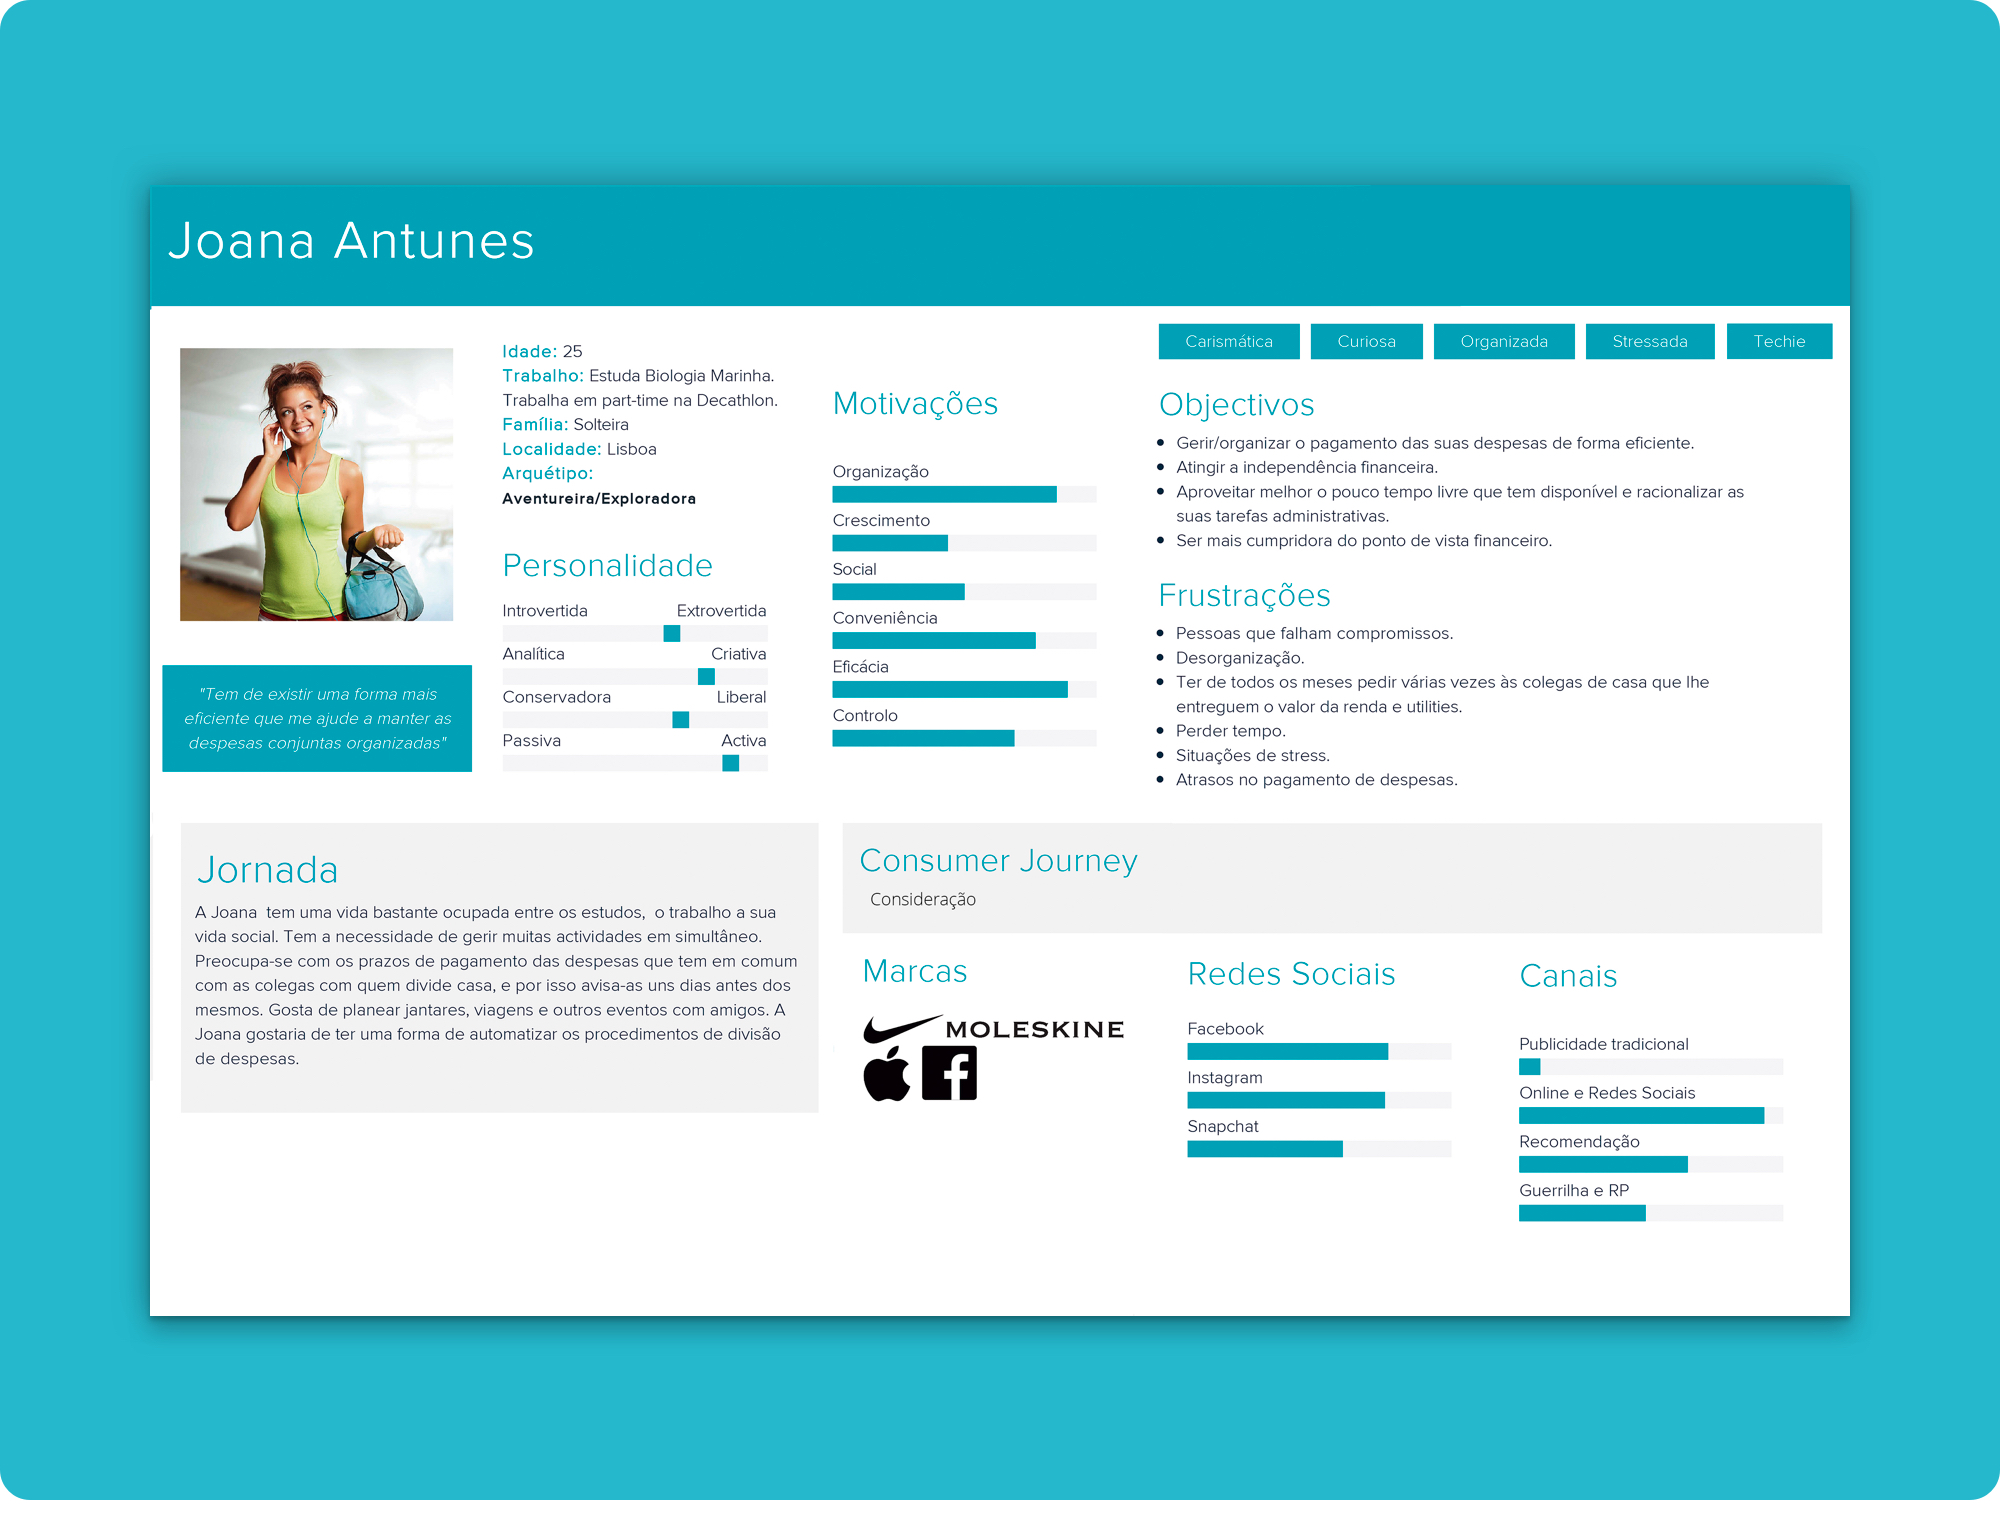 Joana Antunes
Idade: 25
Trabalho: Estuda Biologia Marinha.
Trabalha em part-time na Decathlon.
Família: Solteira
Localidade: Lisboa
Arquétipo:
Aventureira/Exploradora
"Tem de existir uma forma mais
eficiente que me ajude a manter as
despesas conjuntas organizadas"
Personalidade
Introvertida Extrovertida
Analítica Criativa
Conservadora Liberal
Passiva Activa
Motivações
Organização
Crescimento
Social
Conveniência
Eficácia
Controlo
Carismática Curiosa Organizada Stressada Techie
Objectivos
• Gerir/organizar o pagamento das suas despesas de forma eficiente.
• Atingir a independência financeira.
• Aproveitar melhor o pouco tempo livre que tem disponível e racionalizar as
suas tarefas administrativas.
• Ser mais cumpridora do ponto de vista financeiro.
Frustrações
• Pessoas que falham compromissos.
• Desorganização.
• Ter de todos os meses pedir várias vezes às colegas de casa que lhe
entreguem o valor da renda e utilities.
• Perder tempo.
• Situações de stress.
• Atrasos no pagamento de despesas.
Jornada
A Joana tem uma vida bastante ocupada entre os estudos, o trabalho a sua
vida social. Tem a necessidade de gerir muitas actividades em simultâneo.
Preocupa-se com os prazos de pagamento das despesas que tem em comum
com as colegas com quem divide casa, e por isso avisa-as uns dias antes dos
mesmos. Gosta de planear jantares, viagens e outros eventos com amigos. A
Joana gostaria de ter uma forma de automatizar os procedimentos de divisão
de despesas.
Consumer Journey
Consideração
Marcas
MOLESKINE
Redes Sociais
Facebook
Instagram
Snapchat
Canais
Publicidade tradicional
Online e Redes Sociais
Recomendação
Guerrilha e RP